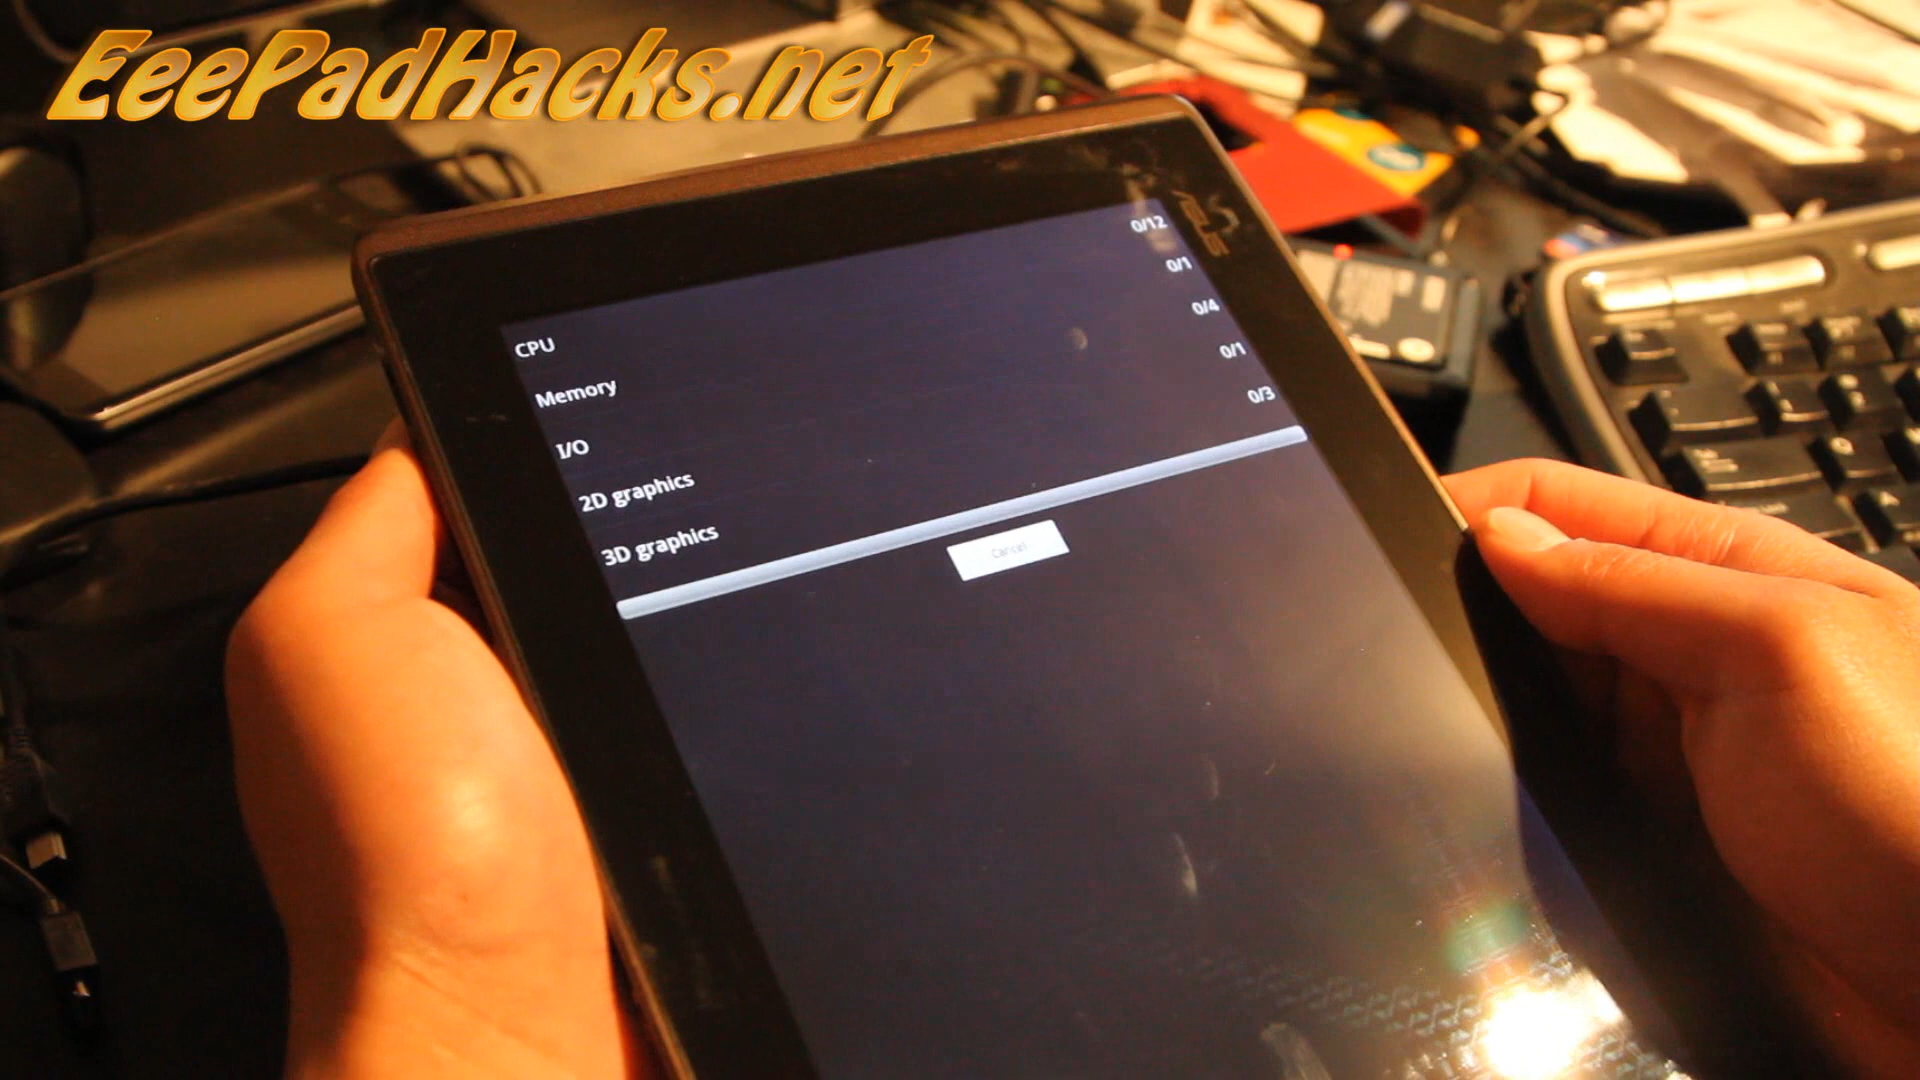 EeePadHacks.net
ASUS
CPU 0/12
Memory 0/1
I/O 0/4
2D graphics 0/1
3D graphics 0/3
Cancel